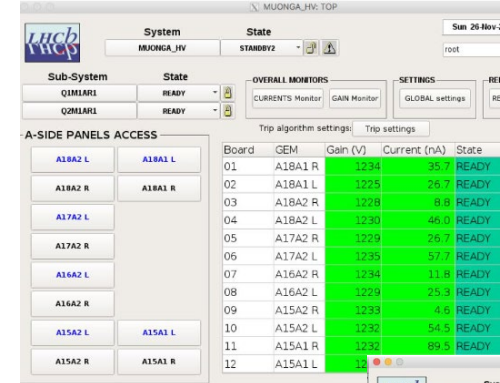 MUONGA_HV: TOP
LHCb
ГНСР
System State
Sun 26-Nov-
MUONGA_HV STANDBY2
root
Sub-System State
Q1M1AR1 READY
Q2M1AR1 READY
OVERALL MONITORS
CURRENTS Monitor GAIN Monitor
SETTINGS
GLOBAL settings
Trip algorithm settings: Trip settings
A-SIDE PANELS ACCESS
A18A2 L A18A1 L
A18A2 R A18A1 R
A17A2 L
A17A2 R
A16A2 L
A16A2 R
A15A2 L A15A1 L
A15A2 R A15A1 R
Board GEM Gain (V) Current (nA) State
01 A18A1 R 1234 35.7 READY
02 A18A1 L 1225 26.7 READY
03 A18A2 R 1228 8.8 READY
04 A18A2 L 1230 46.0 READY
05 A17A2 R 1229 26.7 READY
06 A17A2 L 1235 57.7 READY
07 A16A2 R 1234 11.8 READY
08 A16A2 L 1229 25.3 READY
09 A15A2 R 1233 4.6 READY
10 A15A2 L 1232 54.5 READY
11 A15A1 R 1232 89.5 READY
12 A15A1 L 12